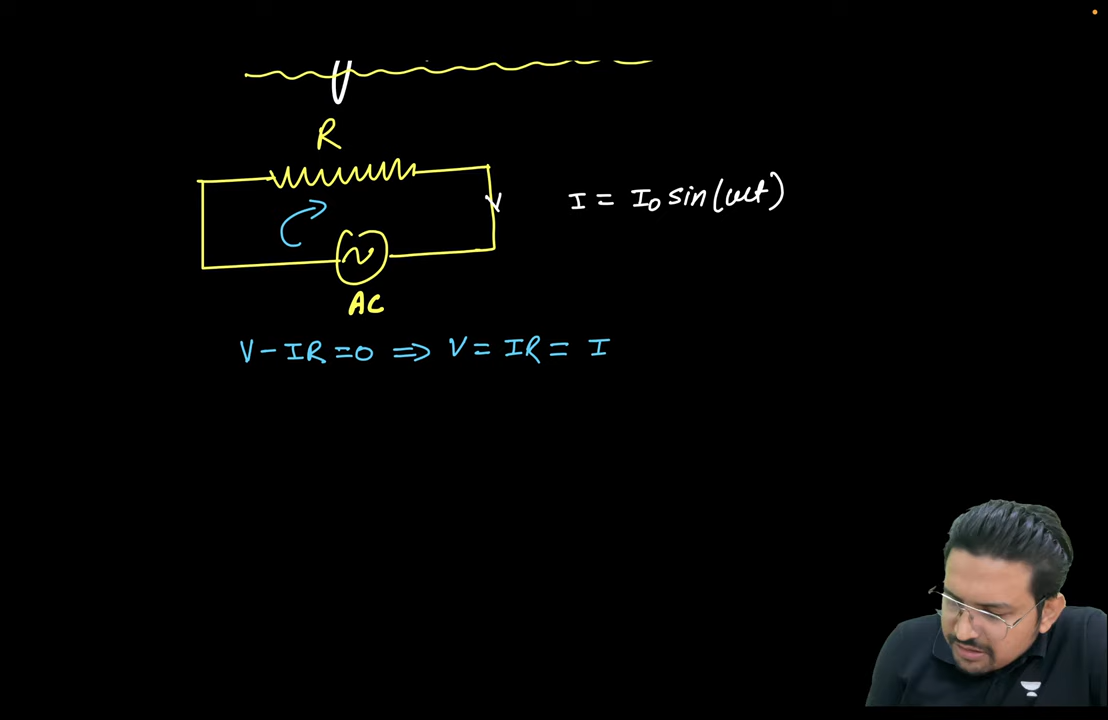 R
I = I₀ sin(ωt)
AC
V - IR = 0 ⇒ V = IR = I